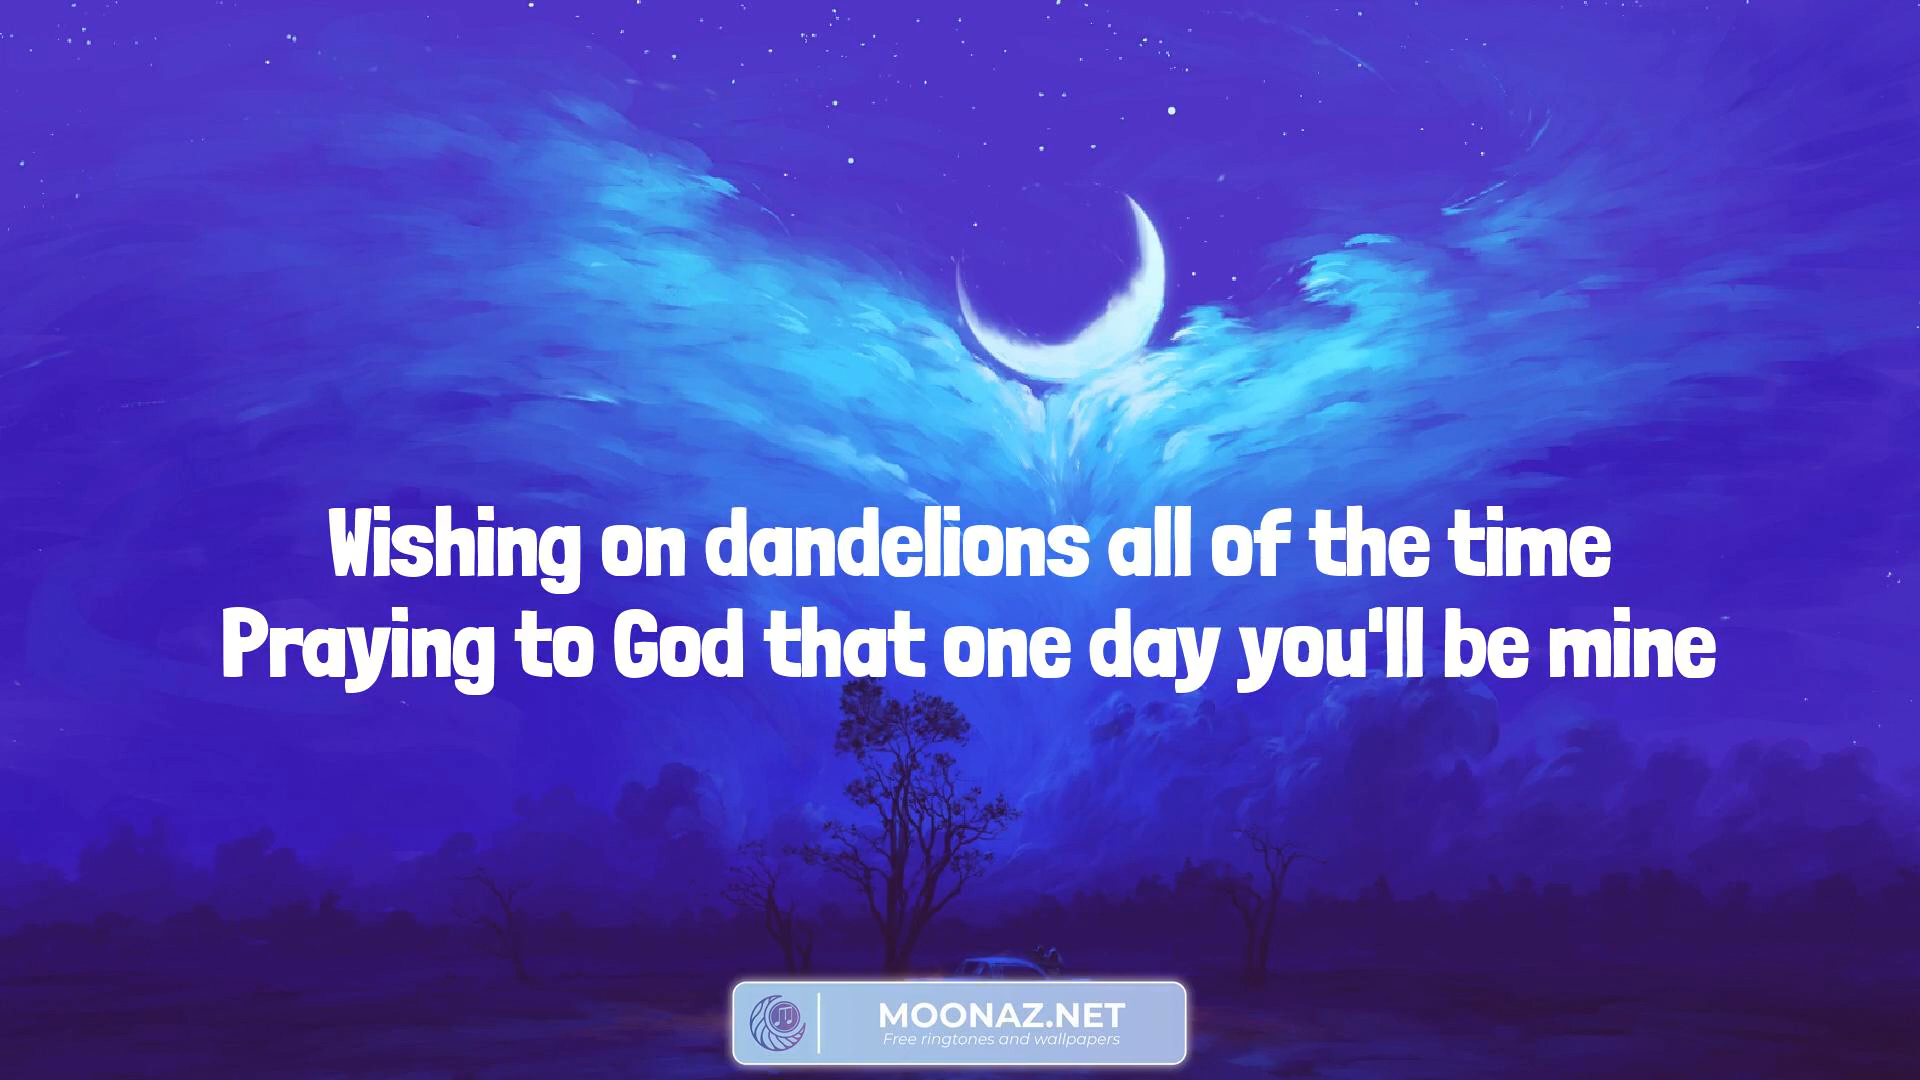 Wishing on dandelions all of the time
Praying to God that one day you'll be mine
MOONAZ.NET
Free ringtones and wallpapers